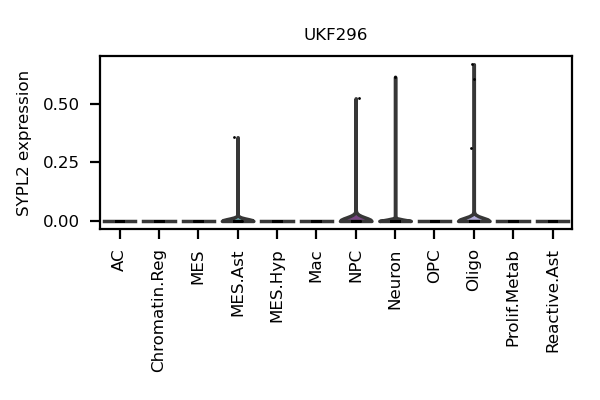 UKF296
SYPL2 expression
0.50
0.25
0.00
AC
Chromatin.Reg
MES
MES.Ast
MES.Hyp
Mac
NPC
Neuron
OPC
Oligo
Prolif.Metab
Reactive.Ast